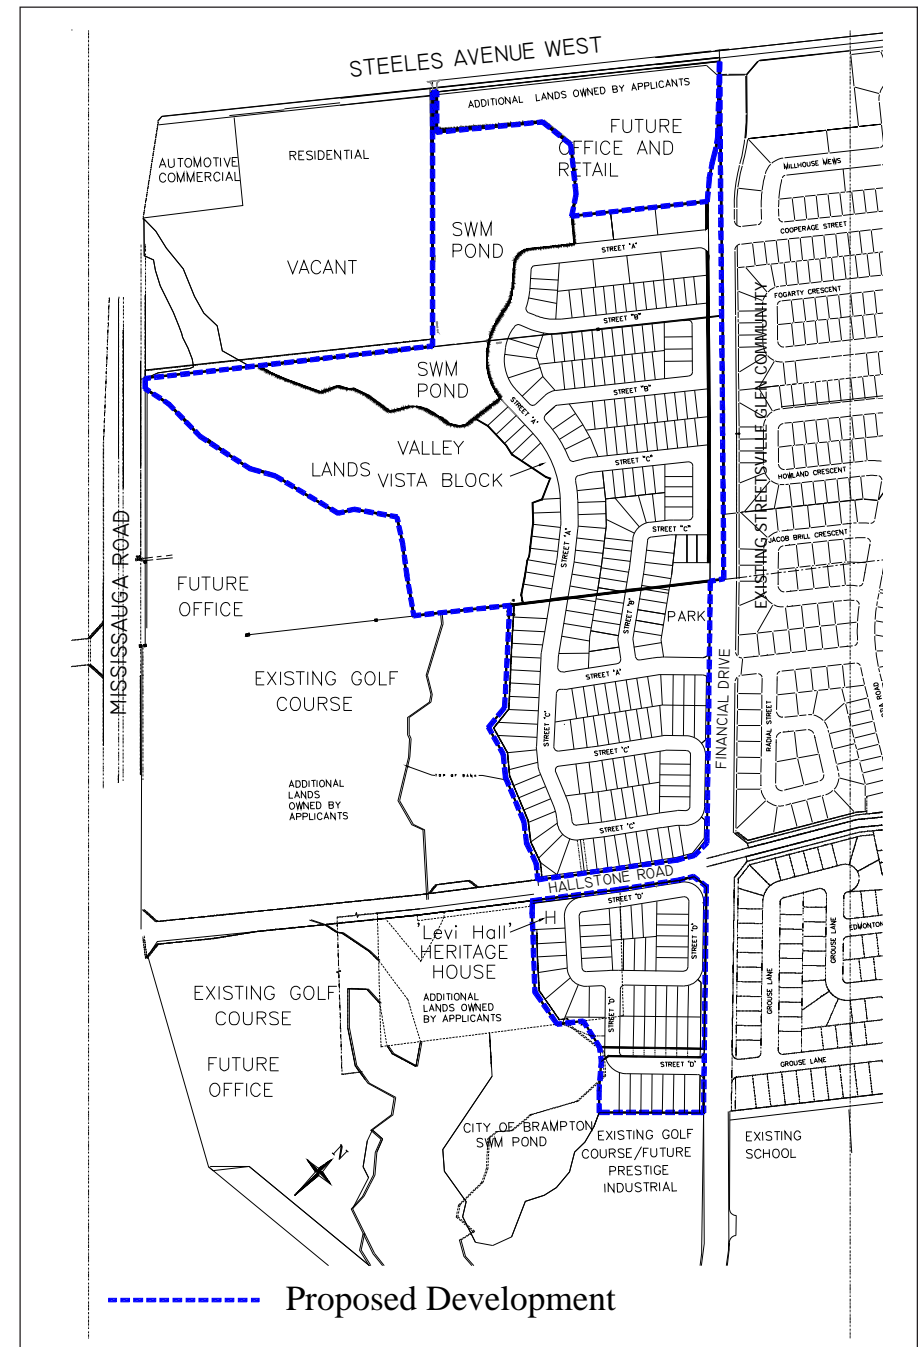 STEELES AVENUE WEST
ADDITIONAL LANDS OWNED BY APPLICANTS
FUTURE
OFFICE AND
RETAIL
AUTOMOTIVE
COMMERCIAL
RESIDENTIAL
VACANT
SWM
POND
STREET "A"
STREET "B"
MILLHOUSE MEWS
COOPERAGE STREET
FOGARTY CRESCENT
EXISTING STREETSVILLE GLEN COMMUNITY
SWM
POND
STREET "B"
STREET "A"
VALLEY
LANDS
VISTA BLOCK
STREET "C"
HOWLAND CRESCENT
STREET "C"
JACOB BRILL CRESCENT
STREET "A"
MISSISSAUGA ROAD
FUTURE
OFFICE
STREET "B"
PARK
EXISTING GOLF
COURSE
STREET "A"
STREET "C"
FINANCIAL DRIVE
RADIAL STREET
STREET "C"
TOP OF BANK
ADDITIONAL
LANDS
OWNED BY
APPLICANTS
STREET "C"
HALLSTONE ROAD
STREET "D"
'Levi Hall'
HERITAGE
HOUSE
H
STREET "D"
GROUSE LANE
EDMONTON
GROUSE LANE
ADDITIONAL
LANDS OWNED
BY APPLICANTS
STREET "D"
EXISTING GOLF
COURSE
FUTURE
OFFICE
STREET "D"
GROUSE LANE
CITY OF BRAMPTON
SWM POND
EXISTING GOLF
COURSE/FUTURE
PRESTIGE
INDUSTRIAL
EXISTING
SCHOOL
N
Proposed Development